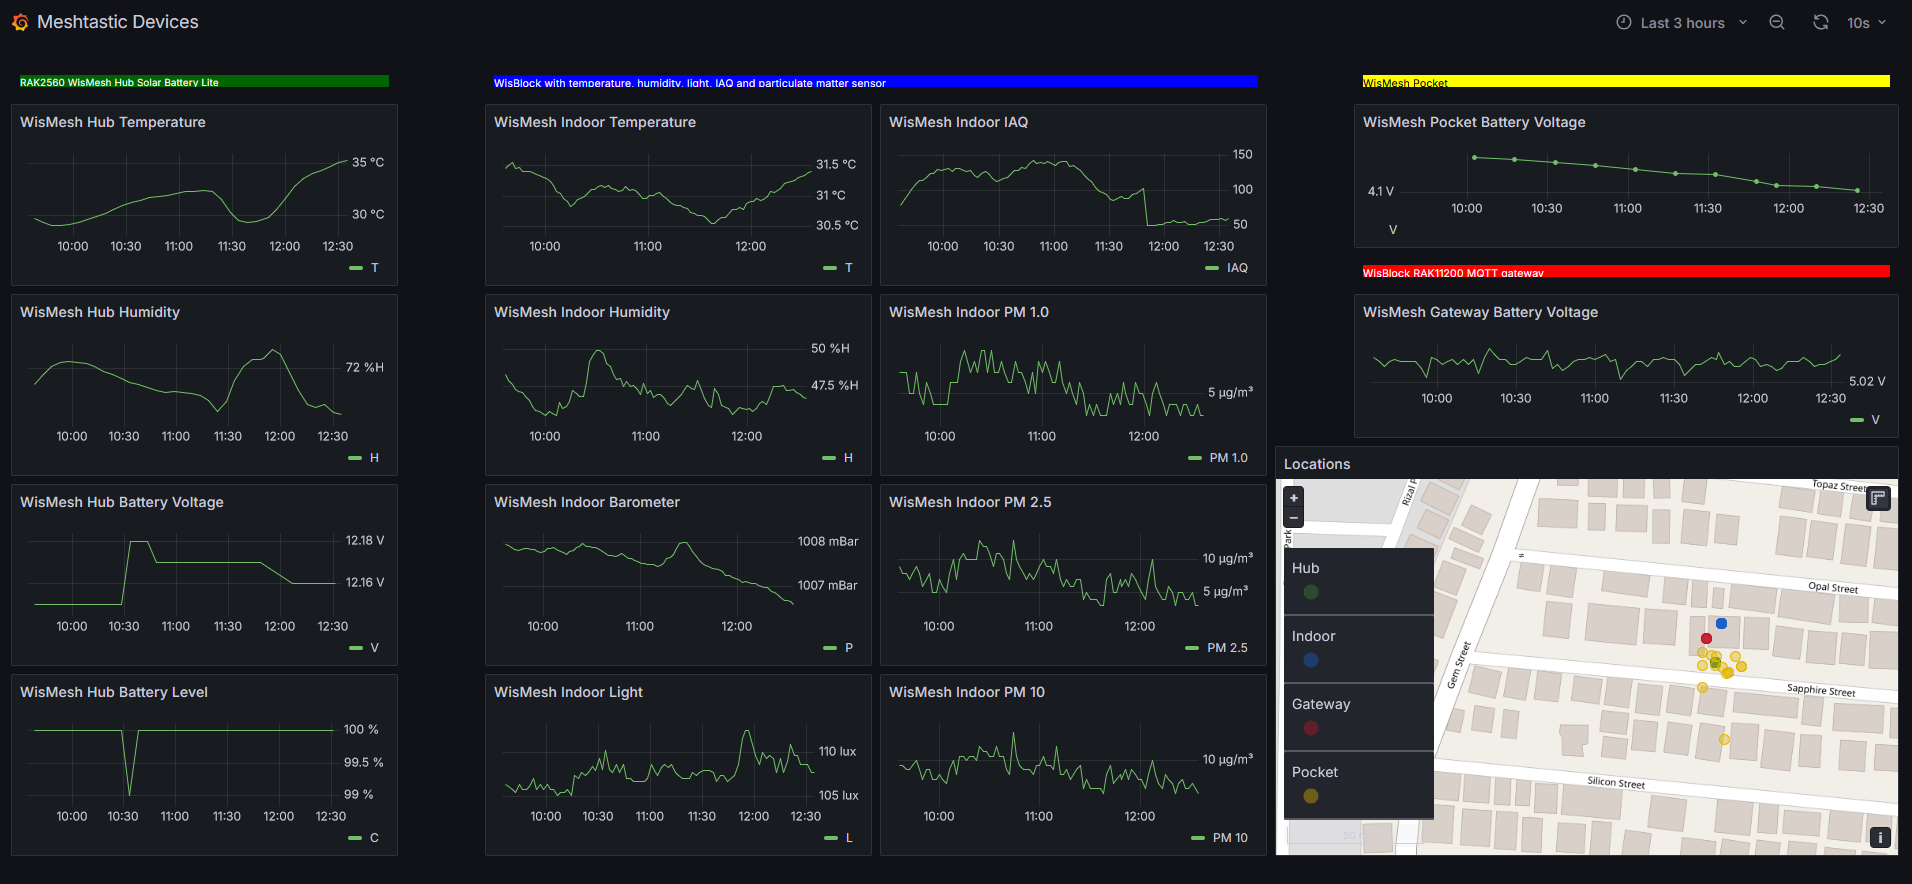 Meshtastic Devices
Last 3 hours
10s
RAK2560 WisMesh Hub Solar Battery Lite
WisBlock with temperature, humidity, light, IAQ and particulate matter sensor
WisMesh Pocket
WisMesh Hub Temperature
35 °C
30 °C
10:00 10:30 11:00 11:30 12:00 12:30
T
WisMesh Indoor Temperature
31.5 °C
31 °C
30.5 °C
10:00 11:00 12:00
T
WisMesh Indoor IAQ
150
100
50
10:00 10:30 11:00 11:30 12:00 12:30
IAQ
WisMesh Pocket Battery Voltage
4.1 V
10:00 10:30 11:00 11:30 12:00 12:30
V
WisBlock RAK11200 MQTT gateway
WisMesh Hub Humidity
72 %H
10:00 10:30 11:00 11:30 12:00 12:30
H
WisMesh Indoor Humidity
50 %H
47.5 %H
10:00 11:00 12:00
H
WisMesh Indoor PM 1.0
5 µg/m³
10:00 11:00 12:00
PM 1.0
WisMesh Gateway Battery Voltage
5.02 V
10:00 10:30 11:00 11:30 12:00 12:30
V
WisMesh Hub Battery Voltage
12.18 V
12.16 V
10:00 10:30 11:00 11:30 12:00 12:30
V
WisMesh Indoor Barometer
1008 mBar
1007 mBar
10:00 11:00 12:00
P
WisMesh Indoor PM 2.5
10 µg/m³
5 µg/m³
10:00 11:00 12:00
PM 2.5
WisMesh Hub Battery Level
100 %
99.5 %
99 %
10:00 10:30 11:00 11:30 12:00 12:30
C
WisMesh Indoor Light
110 lux
105 lux
10:00 10:30 11:00 11:30 12:00 12:30
L
WisMesh Indoor PM 10
10 µg/m³
10:00 11:00 12:00
PM 10
Locations
+
−
Hub
Indoor
Gateway
Pocket
Rizal
Park
Topaz Street
Opal Street
Gem Street
Sapphire Street
Silicon Street
50
i